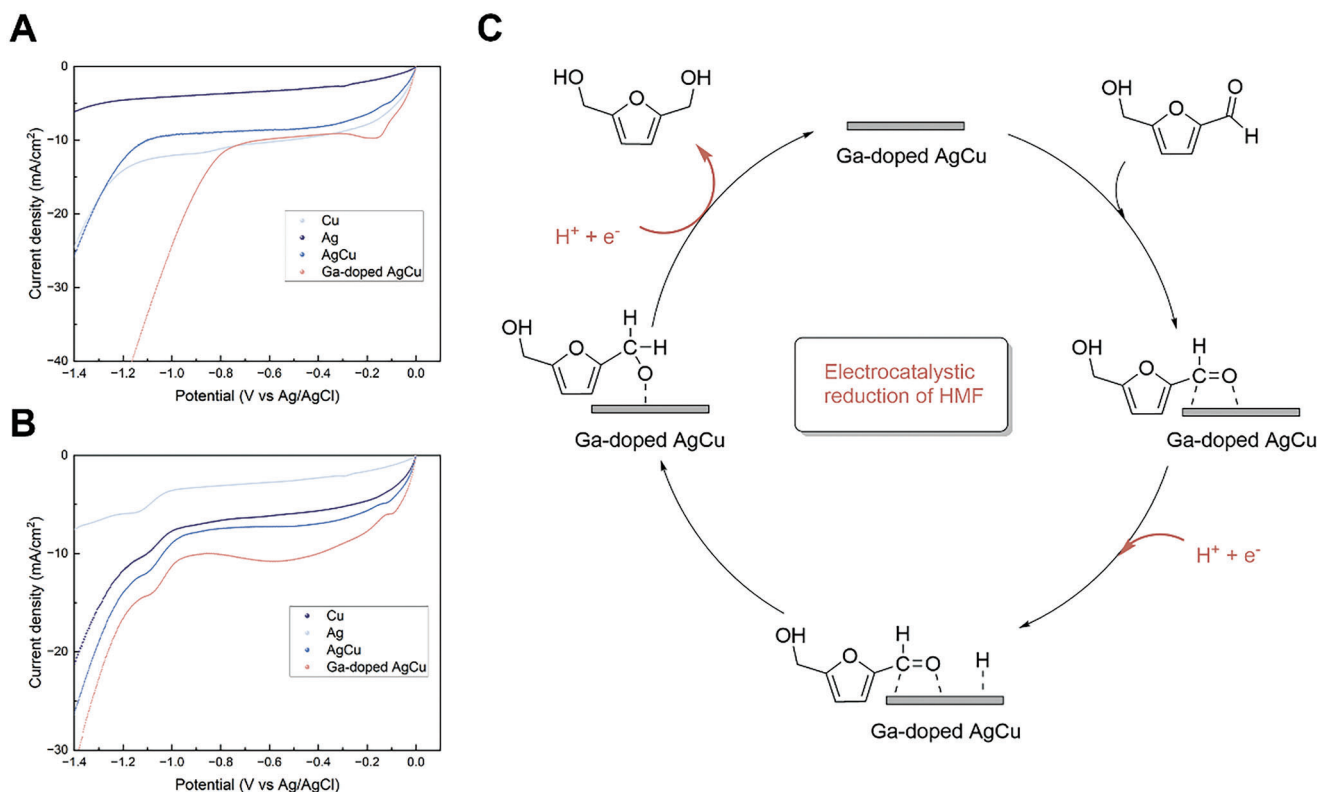 A
0
−10
−20
−30
−40
Current density (mA/cm²)
Cu
Ag
AgCu
Ga-doped AgCu
−1.4 −1.2 −1.0 −0.8 −0.6 −0.4 −0.2 0.0
Potential (V vs Ag/AgCl)
B
0
−10
−20
−30
Current density (mA/cm²)
Cu
Ag
AgCu
Ga-doped AgCu
−1.4 −1.2 −1.0 −0.8 −0.6 −0.4 −0.2 0.0
Potential (V vs Ag/AgCl)
C
HO OH
O
Ga-doped AgCu
OH O
O H
H⁺ + e⁻
OH H
O C H
O
Ga-doped AgCu
Electrocatalystic
reduction of HMF
OH H
O C=O
Ga-doped AgCu
H⁺ + e⁻
OH H
O C=O H
Ga-doped AgCu